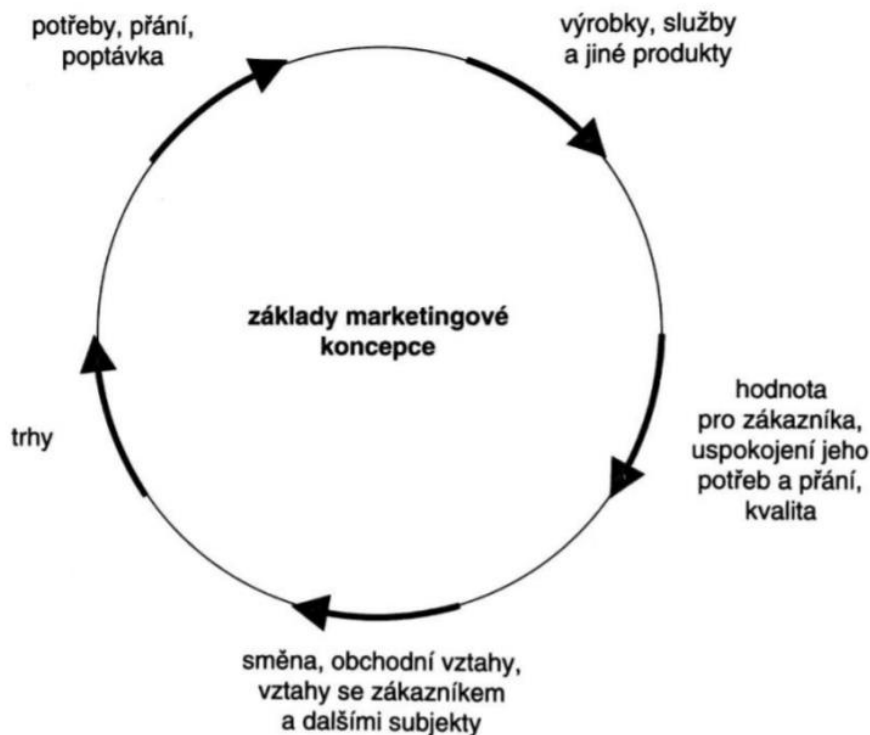 potřeby, přání,
poptávka
výrobky, služby
a jiné produkty
základy marketingové
koncepce
hodnota
pro zákazníka,
uspokojení jeho
potřeb a přání,
kvalita
trhy
směna, obchodní vztahy,
vztahy se zákazníkem
a dalšími subjekty